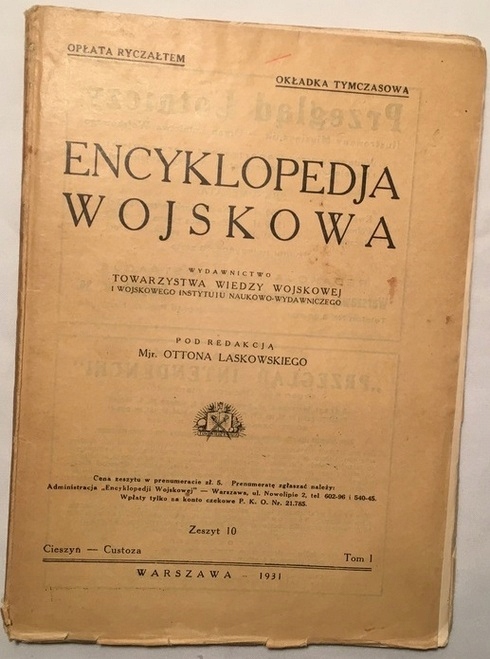 OPŁATA RYCZAŁTEM
OKŁADKA TYMCZASOWA
ENCYKLOPEDJA
WOJSKOWA
WYDAWNICTWO
TOWARZYSTWA WIEDZY WOJSKOWEJ
I WOJSKOWEGO INSTYTUTU NAUKOWO-WYDAWNICZEGO
POD REDAKCJĄ
Mjr. OTTONA LASKOWSKIEGO
Cena zeszytu w prenumeracie zł. 5. Prenumeratę zgłaszać należy:
Administracja „Encyklopedji Wojskowej" — Warszawa, ul. Nowolipie 2, tel 602-96 i 540-45.
Wpłaty tylko za konto czekowe P. K. O. Nr. 21.785.
Zeszyt 10
Cieszyn — Custoza
Tom I
WARSZAWA - 1931